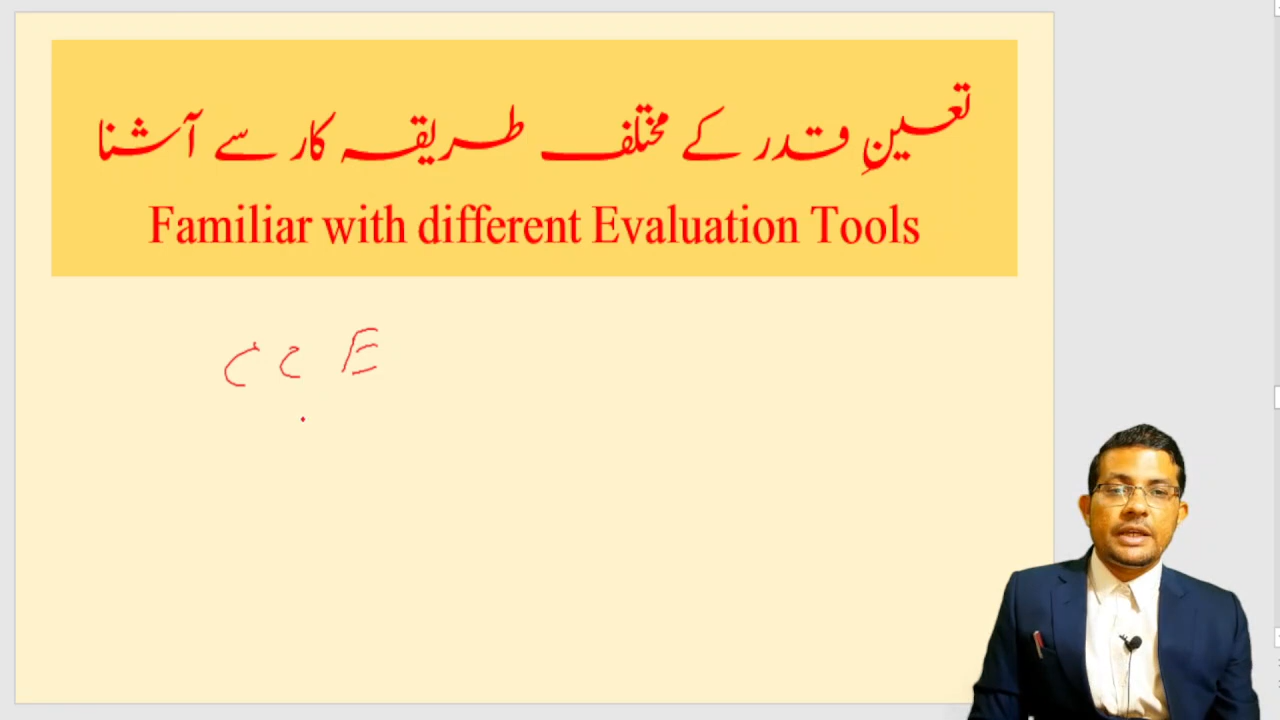 تعینِ قدر کے مختلف طریقہ کار سے آشنا
Familiar with different Evaluation Tools
C C E